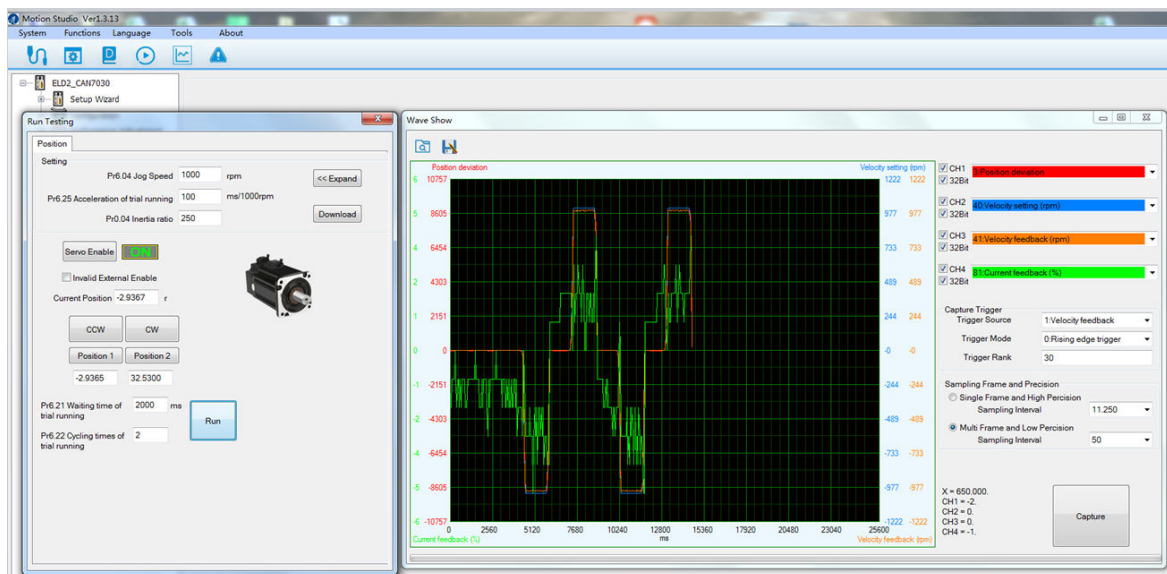 Motion Studio Ver1.3.13
System Functions Language Tools About
ELD2_CAN7030
Setup Wizard
Run Testing
Position
Setting
Pr6.04 Jog Speed 1000 rpm
<< Expand
Pr6.25 Acceleration of trial running 100 ms/1000rpm
Pr0.04 Inertia ratio 250
Download
Servo Enable ON
Invalid External Enable
Current Position -2.9367 r
CCW CW
Position 1 Position 2
-2.9365 32.5300
Pr6.21 Waiting time of
trial running
2000 ms
Run
Pr6.22 Cycling times of
trial running
2
Wave Show
Position deviation Velocity setting (rpm)
6 10757 1222 1222
5 8605 977 977
4 6454 733 733
2 4303 489 489
1 2151 244 244
0 0 -0 -0
-1 -2151 -244 -244
-2 -4303 -489 -489
-4 -6454 -733 -733
-5 -8605 -977 -977
-6 -10757 -1222 -1222
0 2560 5120 7680 10240 12800 15360 17920 20480 23040 25600
Current feedback (%) ms Velocity feedback (rpm)
CH1 3:Position deviation
32Bit
CH2 40:Velocity setting (rpm)
32Bit
CH3 41:Velocity feedback (rpm)
32Bit
CH4 81:Current feedback (%)
32Bit
Capture Trigger
Trigger Source 1:Velocity feedback
Trigger Mode 0:Rising edge trigger
Trigger Rank 30
Sampling Frame and Precision
Single Frame and High Percision
Sampling Interval 11.250
Multi Frame and Low Percision
Sampling Interval 50
X = 650.000.
CH1 = -2.
CH2 = 0.
CH3 = 0.
CH4 = -1.
Capture